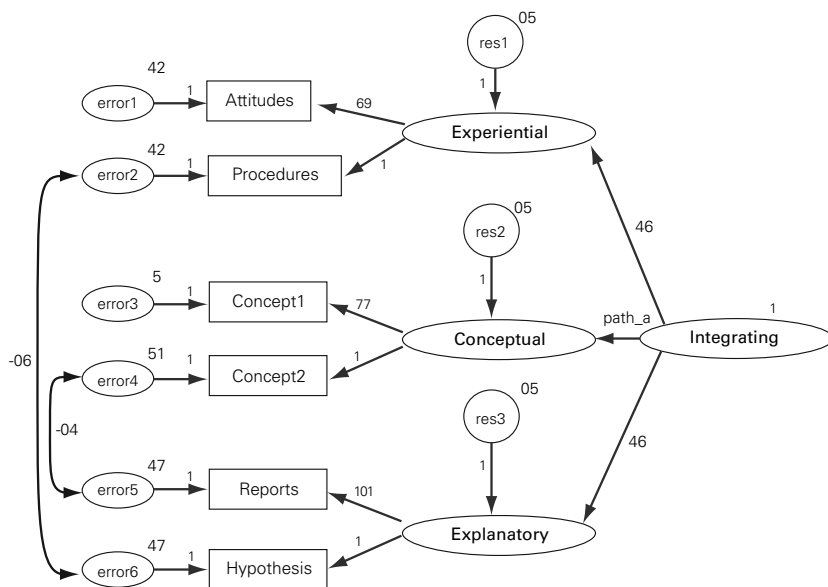 05
res1
1
42
error1
1
Attitudes
69
Experiential
42
error2
1
Procedures
1
05
res2
1
46
5
error3
1
Concept1
77
path_a
1
Conceptual
Integrating
-06
51
error4
1
Concept2
1
05
res3
-04
46
1
47
error5
1
Reports
101
Explanatory
47
error6
1
Hypothesis
1